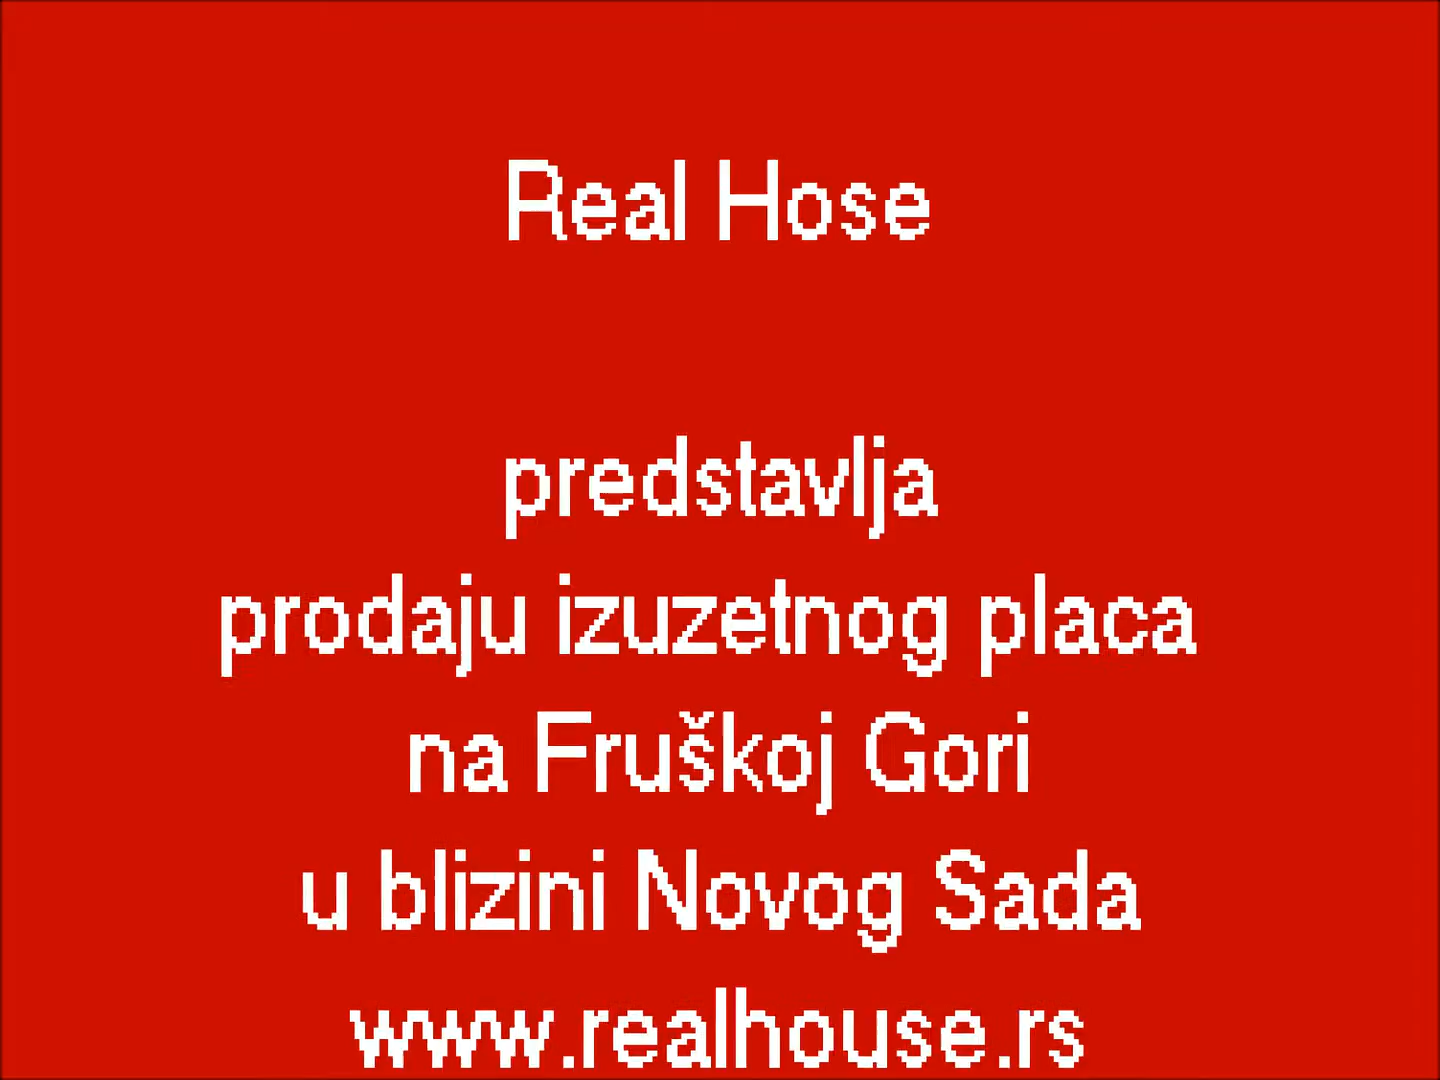 Real Hose
predstavlja
prodaju izuzetnog placa
na Fruškoj Gori
u blizini Novog Sada
www.realhouse.rs